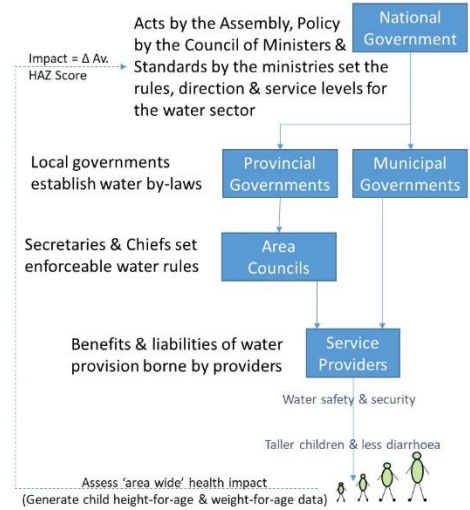 Acts by the Assembly, Policy
by the Council of Ministers &
Standards by the ministries set the
rules, direction & service levels for
the water sector
National
Government
Impact = Δ Av.
HAZ Score
Local governments
establish water by-laws
Provincial
Governments
Municipal
Governments
Secretaries & Chiefs set
enforceable water rules
Area
Councils
Benefits & liabilities of water
provision borne by providers
Service
Providers
Water safety & security
Taller children & less diarrhoea
Assess 'area wide' health impact
(Generate child height-for-age & weight-for-age data)